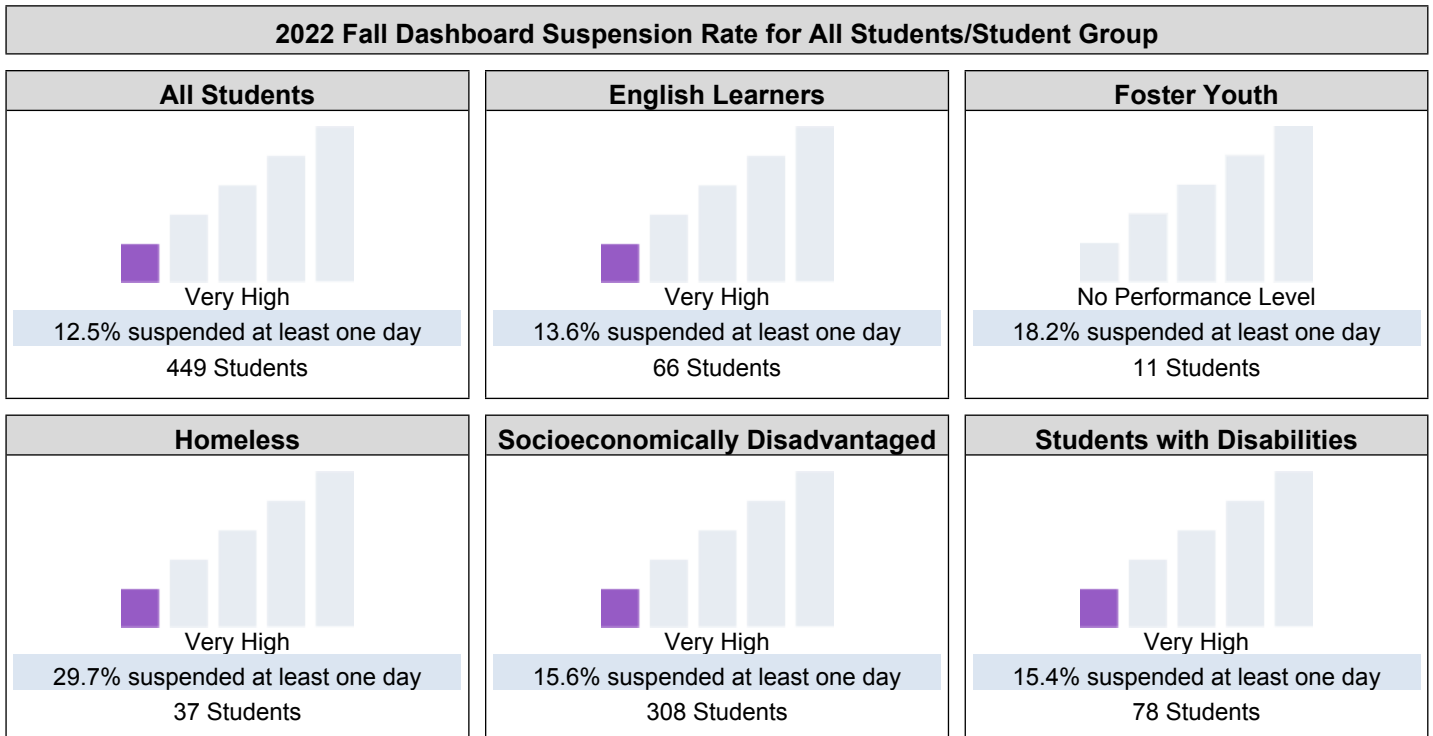 2022 Fall Dashboard Suspension Rate for All Students/Student Group
All Students
Very High
12.5% suspended at least one day
449 Students
English Learners
Very High
13.6% suspended at least one day
66 Students
Foster Youth
No Performance Level
18.2% suspended at least one day
11 Students
Homeless
Very High
29.7% suspended at least one day
37 Students
Socioeconomically Disadvantaged
Very High
15.6% suspended at least one day
308 Students
Students with Disabilities
Very High
15.4% suspended at least one day
78 Students